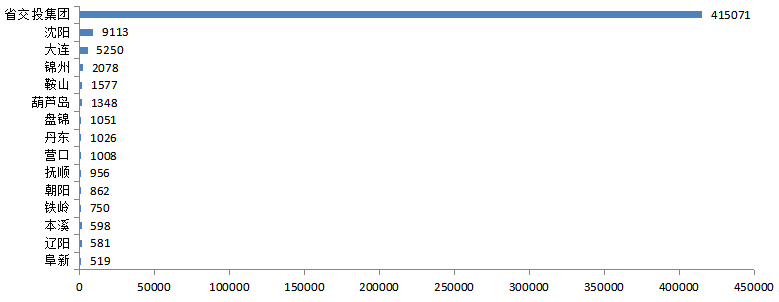 省交投集团 415071
沈阳 9113
大连 5250
锦州 2078
鞍山 1577
葫芦岛 1348
盘锦 1051
丹东 1026
营口 1008
抚顺 956
朝阳 862
铁岭 750
本溪 598
辽阳 581
阜新 519
0 50000 100000 150000 200000 250000 300000 350000 400000 450000